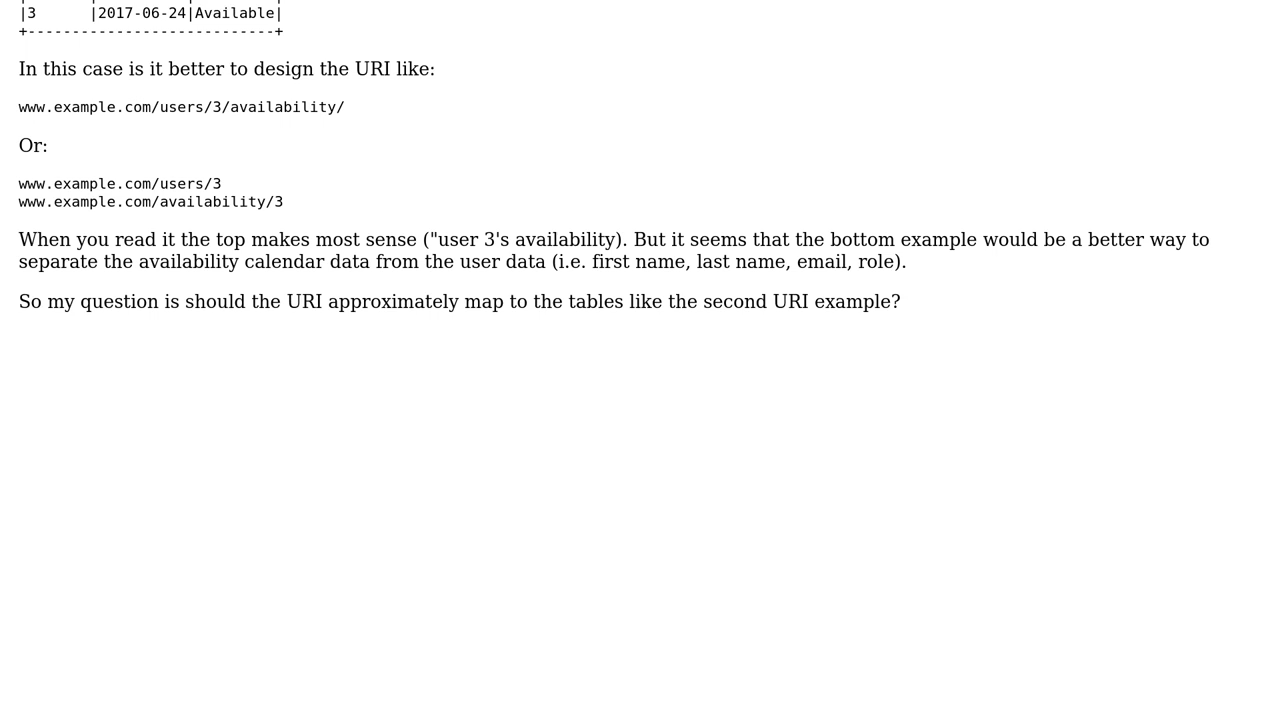 |3      |2017-06-24|Available|
+----------------------------+
In this case is it better to design the URI like:
www.example.com/users/3/availability/
Or:
www.example.com/users/3
www.example.com/availability/3
When you read it the top makes most sense ("user 3's availability). But it seems that the bottom example would be a better way to
separate the availability calendar data from the user data (i.e. first name, last name, email, role).
So my question is should the URI approximately map to the tables like the second URI example?